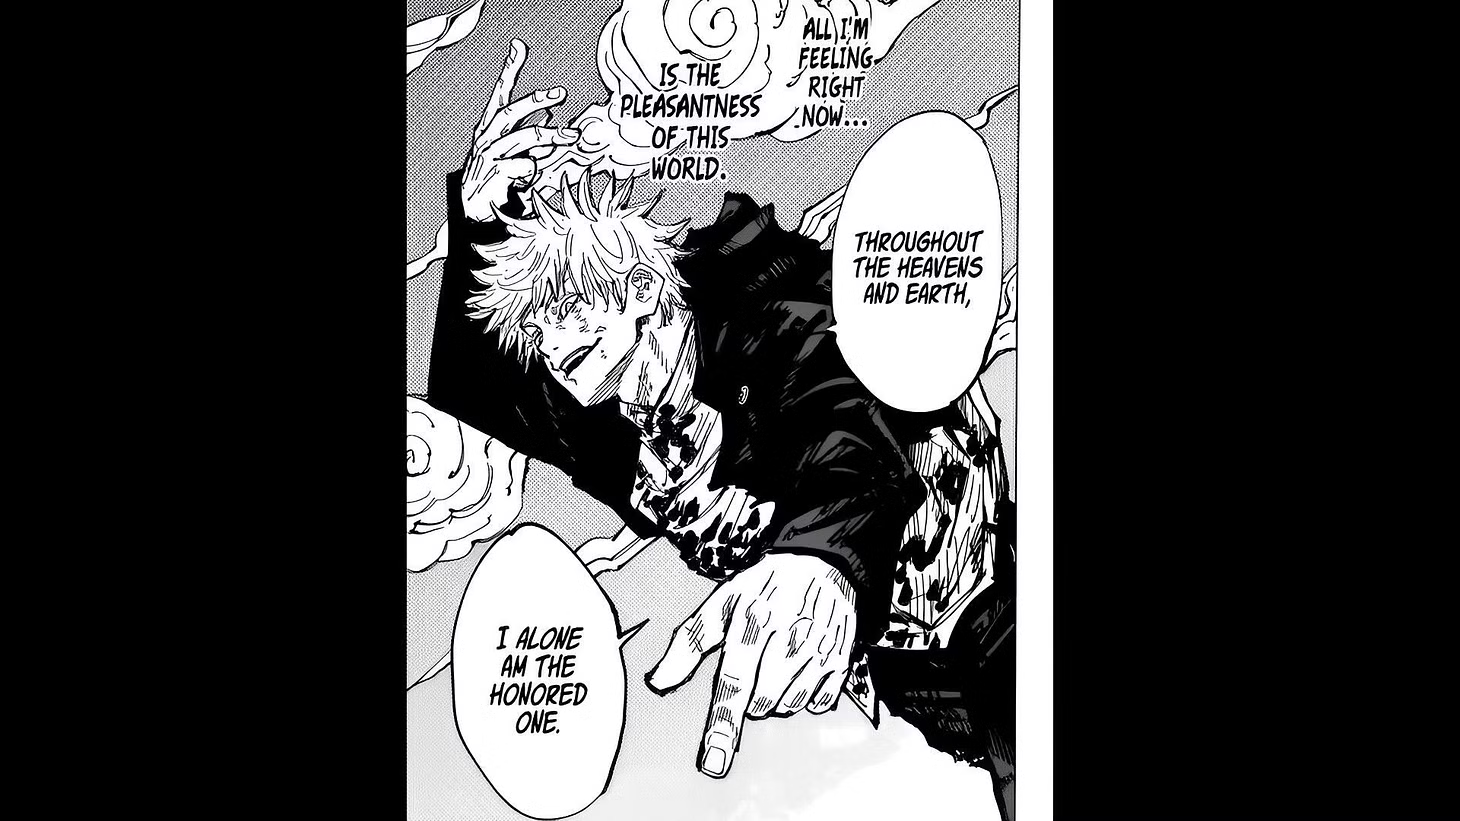 ALL I'M
FEELING
RIGHT
NOW...
IS THE
PLEASANTNESS
OF THIS
WORLD.
THROUGHOUT
THE HEAVENS
AND EARTH,
I ALONE
AM THE
HONORED
ONE.